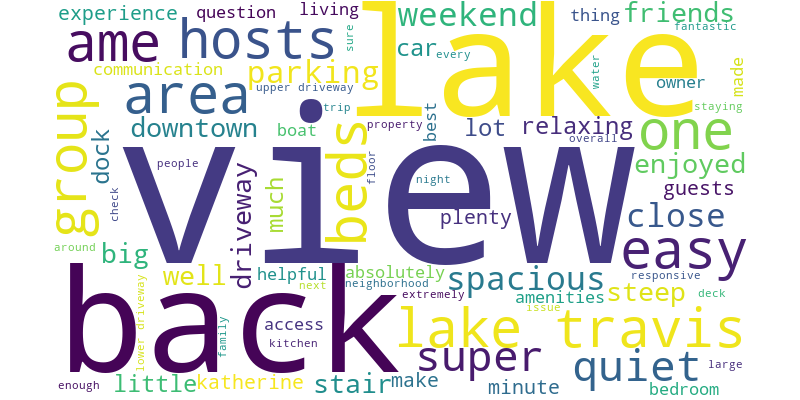 experience
question
living
lake
weekend
thing
friends
fantastic
ame
hosts
sure
car
every
communication
parking
water
owner
made
area
upper driveway
trip
staying
group
dock
downtown
boat
property
best
lot
relaxing
overall
one
view
people
beds
floor
night
enjoyed
guests
check
driveway
much
plenty
close
around
big
easy
well
helpful
absolutely
spacious
responsive
next
neighborhood
extremely
amenities
steep
deck
back
lower driveway
family
access
kitchen
lake travis
issue
super
quiet
large
enough
little
katherine
stair
make
minute
bedroom